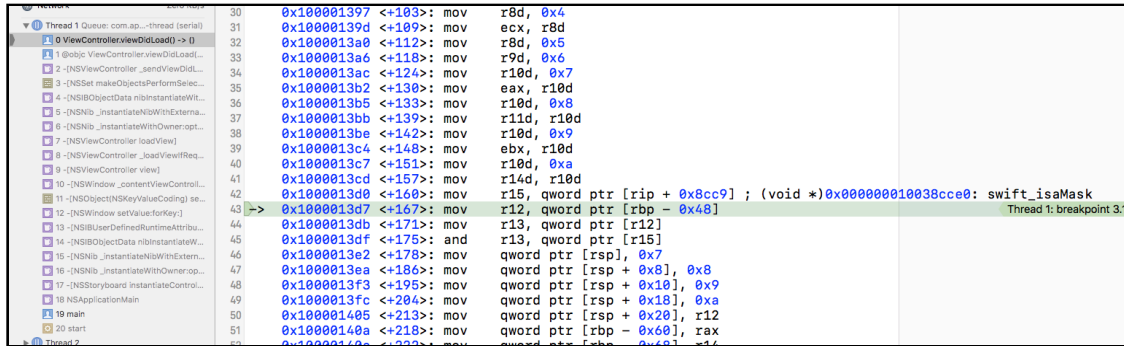 Thread 1 Queue: com.ap...-thread (serial)
0 ViewController.viewDidLoad() -> ()
1 @objc ViewController.viewDidLoad(...
2 -[NSViewController _sendViewDidL...
3 -[NSSet makeObjectsPerformSelec...
4 -[NSIBObjectData nibInstantiateWit...
5 -[NSNib _instantiateNibWithExterna...
6 -[NSNib _instantiateWithOwner:opt...
7 -[NSViewController loadView]
8 -[NSViewController _loadViewIfReq...
9 -[NSViewController view]
10 -[NSWindow _contentViewControll...
11 -[NSObject(NSKeyValueCoding) se...
12 -[NSWindow setValue:forKey:]
13 -[NSIBUserDefinedRuntimeAttribu...
14 -[NSIBObjectData nibInstantiateW...
15 -[NSNib _instantiateNibWithExtern...
16 -[NSNib _instantiateWithOwner:op...
17 -[NSStoryboard instantiateControl...
18 NSApplicationMain
19 main
20 start
Thread 2
30 0x100001397 <+103>: mov r8d, 0x4
31 0x10000139d <+109>: mov ecx, r8d
32 0x1000013a0 <+112>: mov r8d, 0x5
33 0x1000013a6 <+118>: mov r9d, 0x6
34 0x1000013ac <+124>: mov r10d, 0x7
35 0x1000013b2 <+130>: mov eax, r10d
36 0x1000013b5 <+133>: mov r10d, 0x8
37 0x1000013bb <+139>: mov r11d, r10d
38 0x1000013be <+142>: mov r10d, 0x9
39 0x1000013c4 <+148>: mov ebx, r10d
40 0x1000013c7 <+151>: mov r10d, 0xa
41 0x1000013cd <+157>: mov r14d, r10d
42 0x1000013d0 <+160>: mov r15, qword ptr [rip + 0x8cc9] ; (void *)0x000000010038cce0: swift_isaMask
43 -> 0x1000013d7 <+167>: mov r12, qword ptr [rbp - 0x48] Thread 1: breakpoint 3.1
44 0x1000013db <+171>: mov r13, qword ptr [r12]
45 0x1000013df <+175>: and r13, qword ptr [r15]
46 0x1000013e2 <+178>: mov qword ptr [rsp], 0x7
47 0x1000013ea <+186>: mov qword ptr [rsp + 0x8], 0x8
48 0x1000013f3 <+195>: mov qword ptr [rsp + 0x10], 0x9
49 0x1000013fc <+204>: mov qword ptr [rsp + 0x18], 0xa
50 0x100001405 <+213>: mov qword ptr [rsp + 0x20], r12
51 0x10000140a <+218>: mov qword ptr [rbp - 0x60], rax